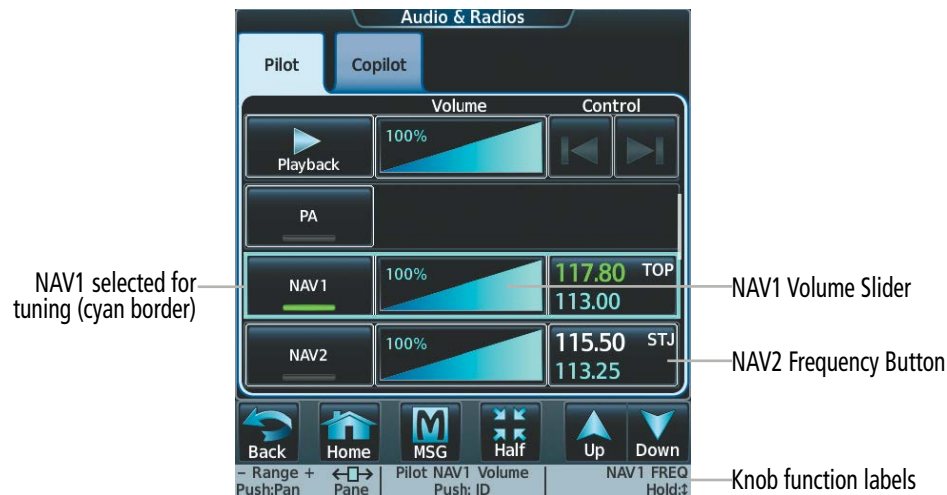 Audio & Radios
Pilot
Copilot
Volume
Control
Playback
100%
PA
NAV1 selected for
tuning (cyan border)
NAV1
100%
117.80 TOP
113.00
NAV1 Volume Slider
NAV2
100%
115.50 STJ
113.25
NAV2 Frequency Button
Back
Home
MSG
Half
Up
Down
– Range +
Push:Pan
Pane
Pilot NAV1 Volume
Push: ID
NAV1 FREQ
Hold:↕
Knob function labels